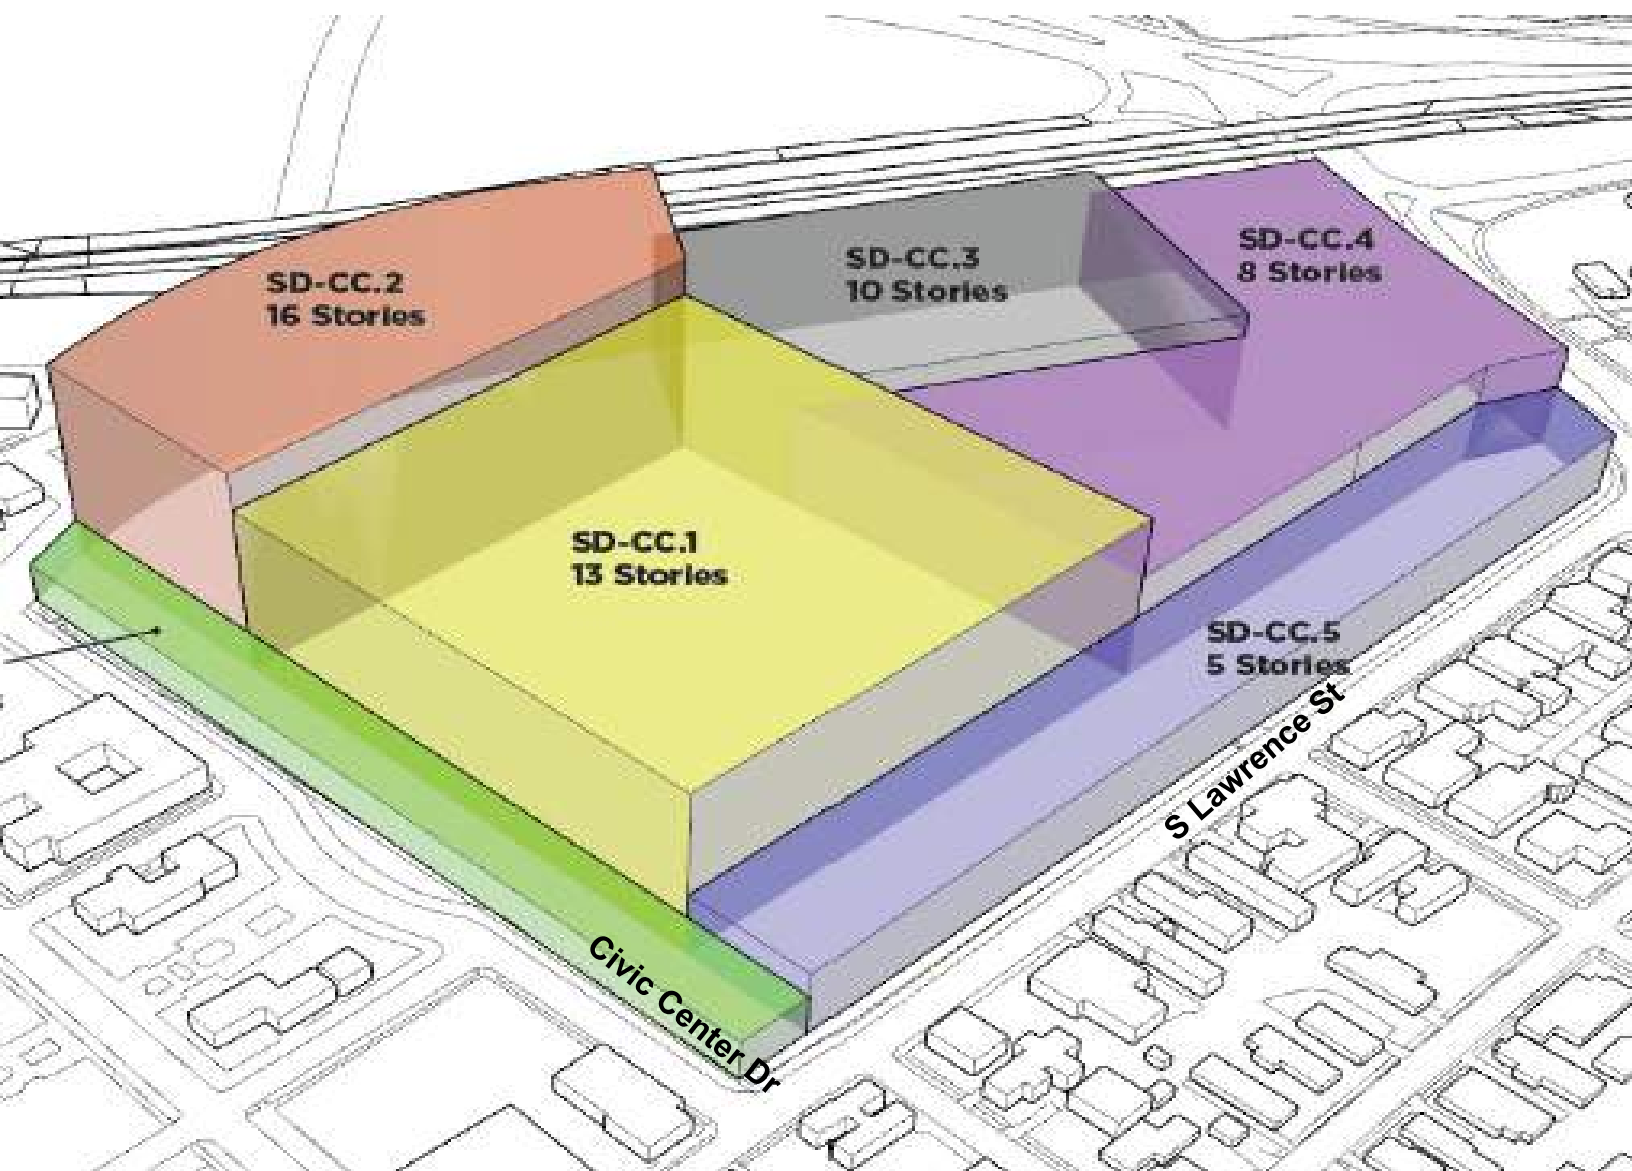 SD-CC.2
16 Stories
SD-CC.3
10 Stories
SD-CC.4
8 Stories
SD-CC.1
13 Stories
SD-CC.5
5 Stories
S Lawrence St
Civic Center Dr